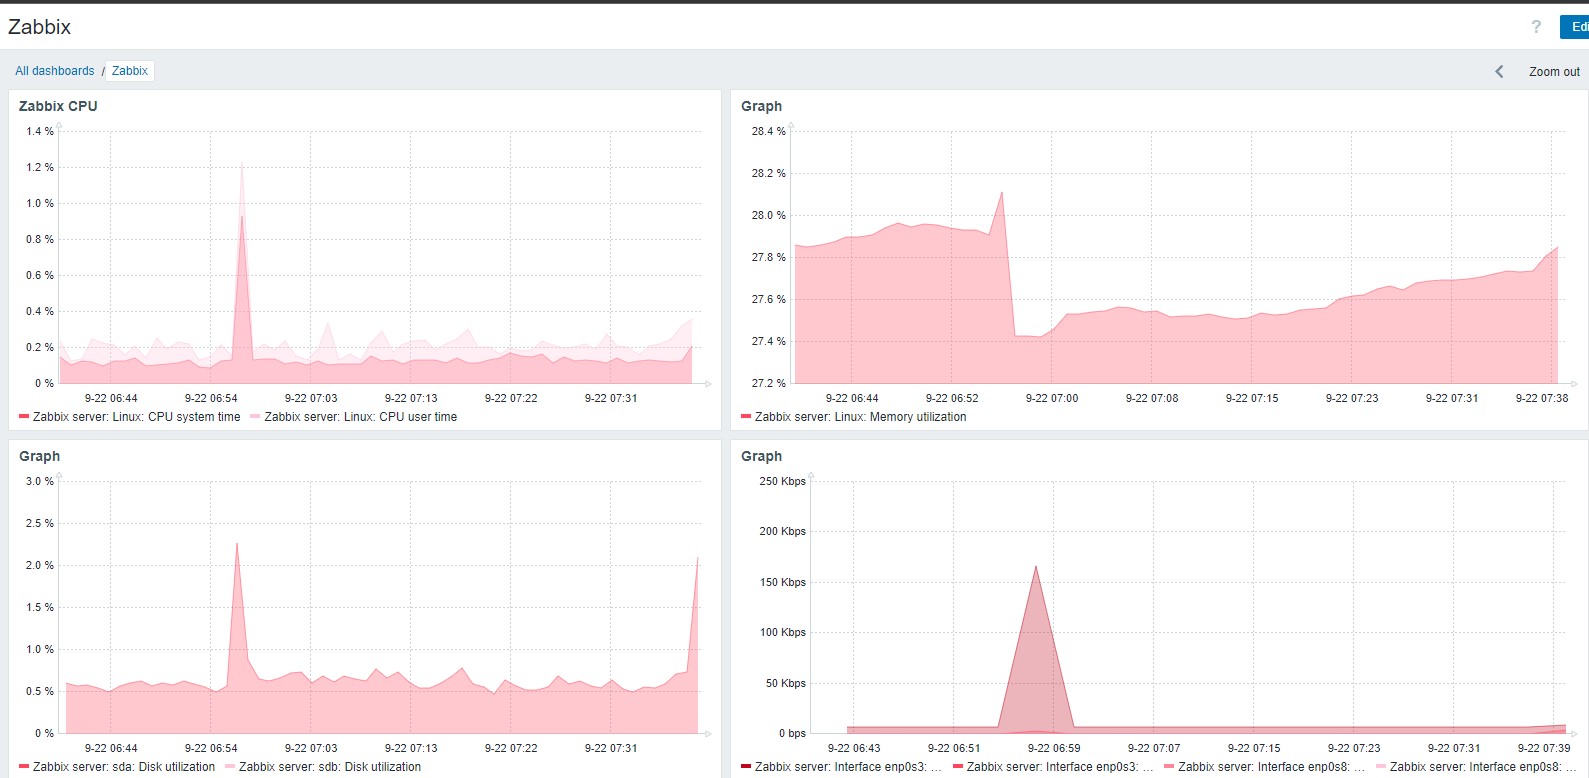 Zabbix
? Edi
All dashboards / Zabbix
Zoom out
Zabbix CPU
1.4 %
1.2 %
1.0 %
0.8 %
0.6 %
0.4 %
0.2 %
0 %
9-22 06:44 9-22 06:54 9-22 07:03 9-22 07:13 9-22 07:22 9-22 07:31
Zabbix server: Linux: CPU system time Zabbix server: Linux: CPU user time
Graph
28.4 %
28.2 %
28.0 %
27.8 %
27.6 %
27.4 %
27.2 %
9-22 06:44 9-22 06:52 9-22 07:00 9-22 07:08 9-22 07:15 9-22 07:23 9-22 07:31 9-22 07:38
Zabbix server: Linux: Memory utilization
Graph
3.0 %
2.5 %
2.0 %
1.5 %
1.0 %
0.5 %
0 %
9-22 06:44 9-22 06:54 9-22 07:03 9-22 07:13 9-22 07:22 9-22 07:31
Zabbix server: sda: Disk utilization Zabbix server: sdb: Disk utilization
Graph
250 Kbps
200 Kbps
150 Kbps
100 Kbps
50 Kbps
0 bps
9-22 06:43 9-22 06:51 9-22 06:59 9-22 07:07 9-22 07:15 9-22 07:23 9-22 07:31 9-22 07:39
Zabbix server: Interface enp0s3: ... Zabbix server: Interface enp0s3: ... Zabbix server: Interface enp0s8: ... Zabbix server: Interface enp0s8: ...